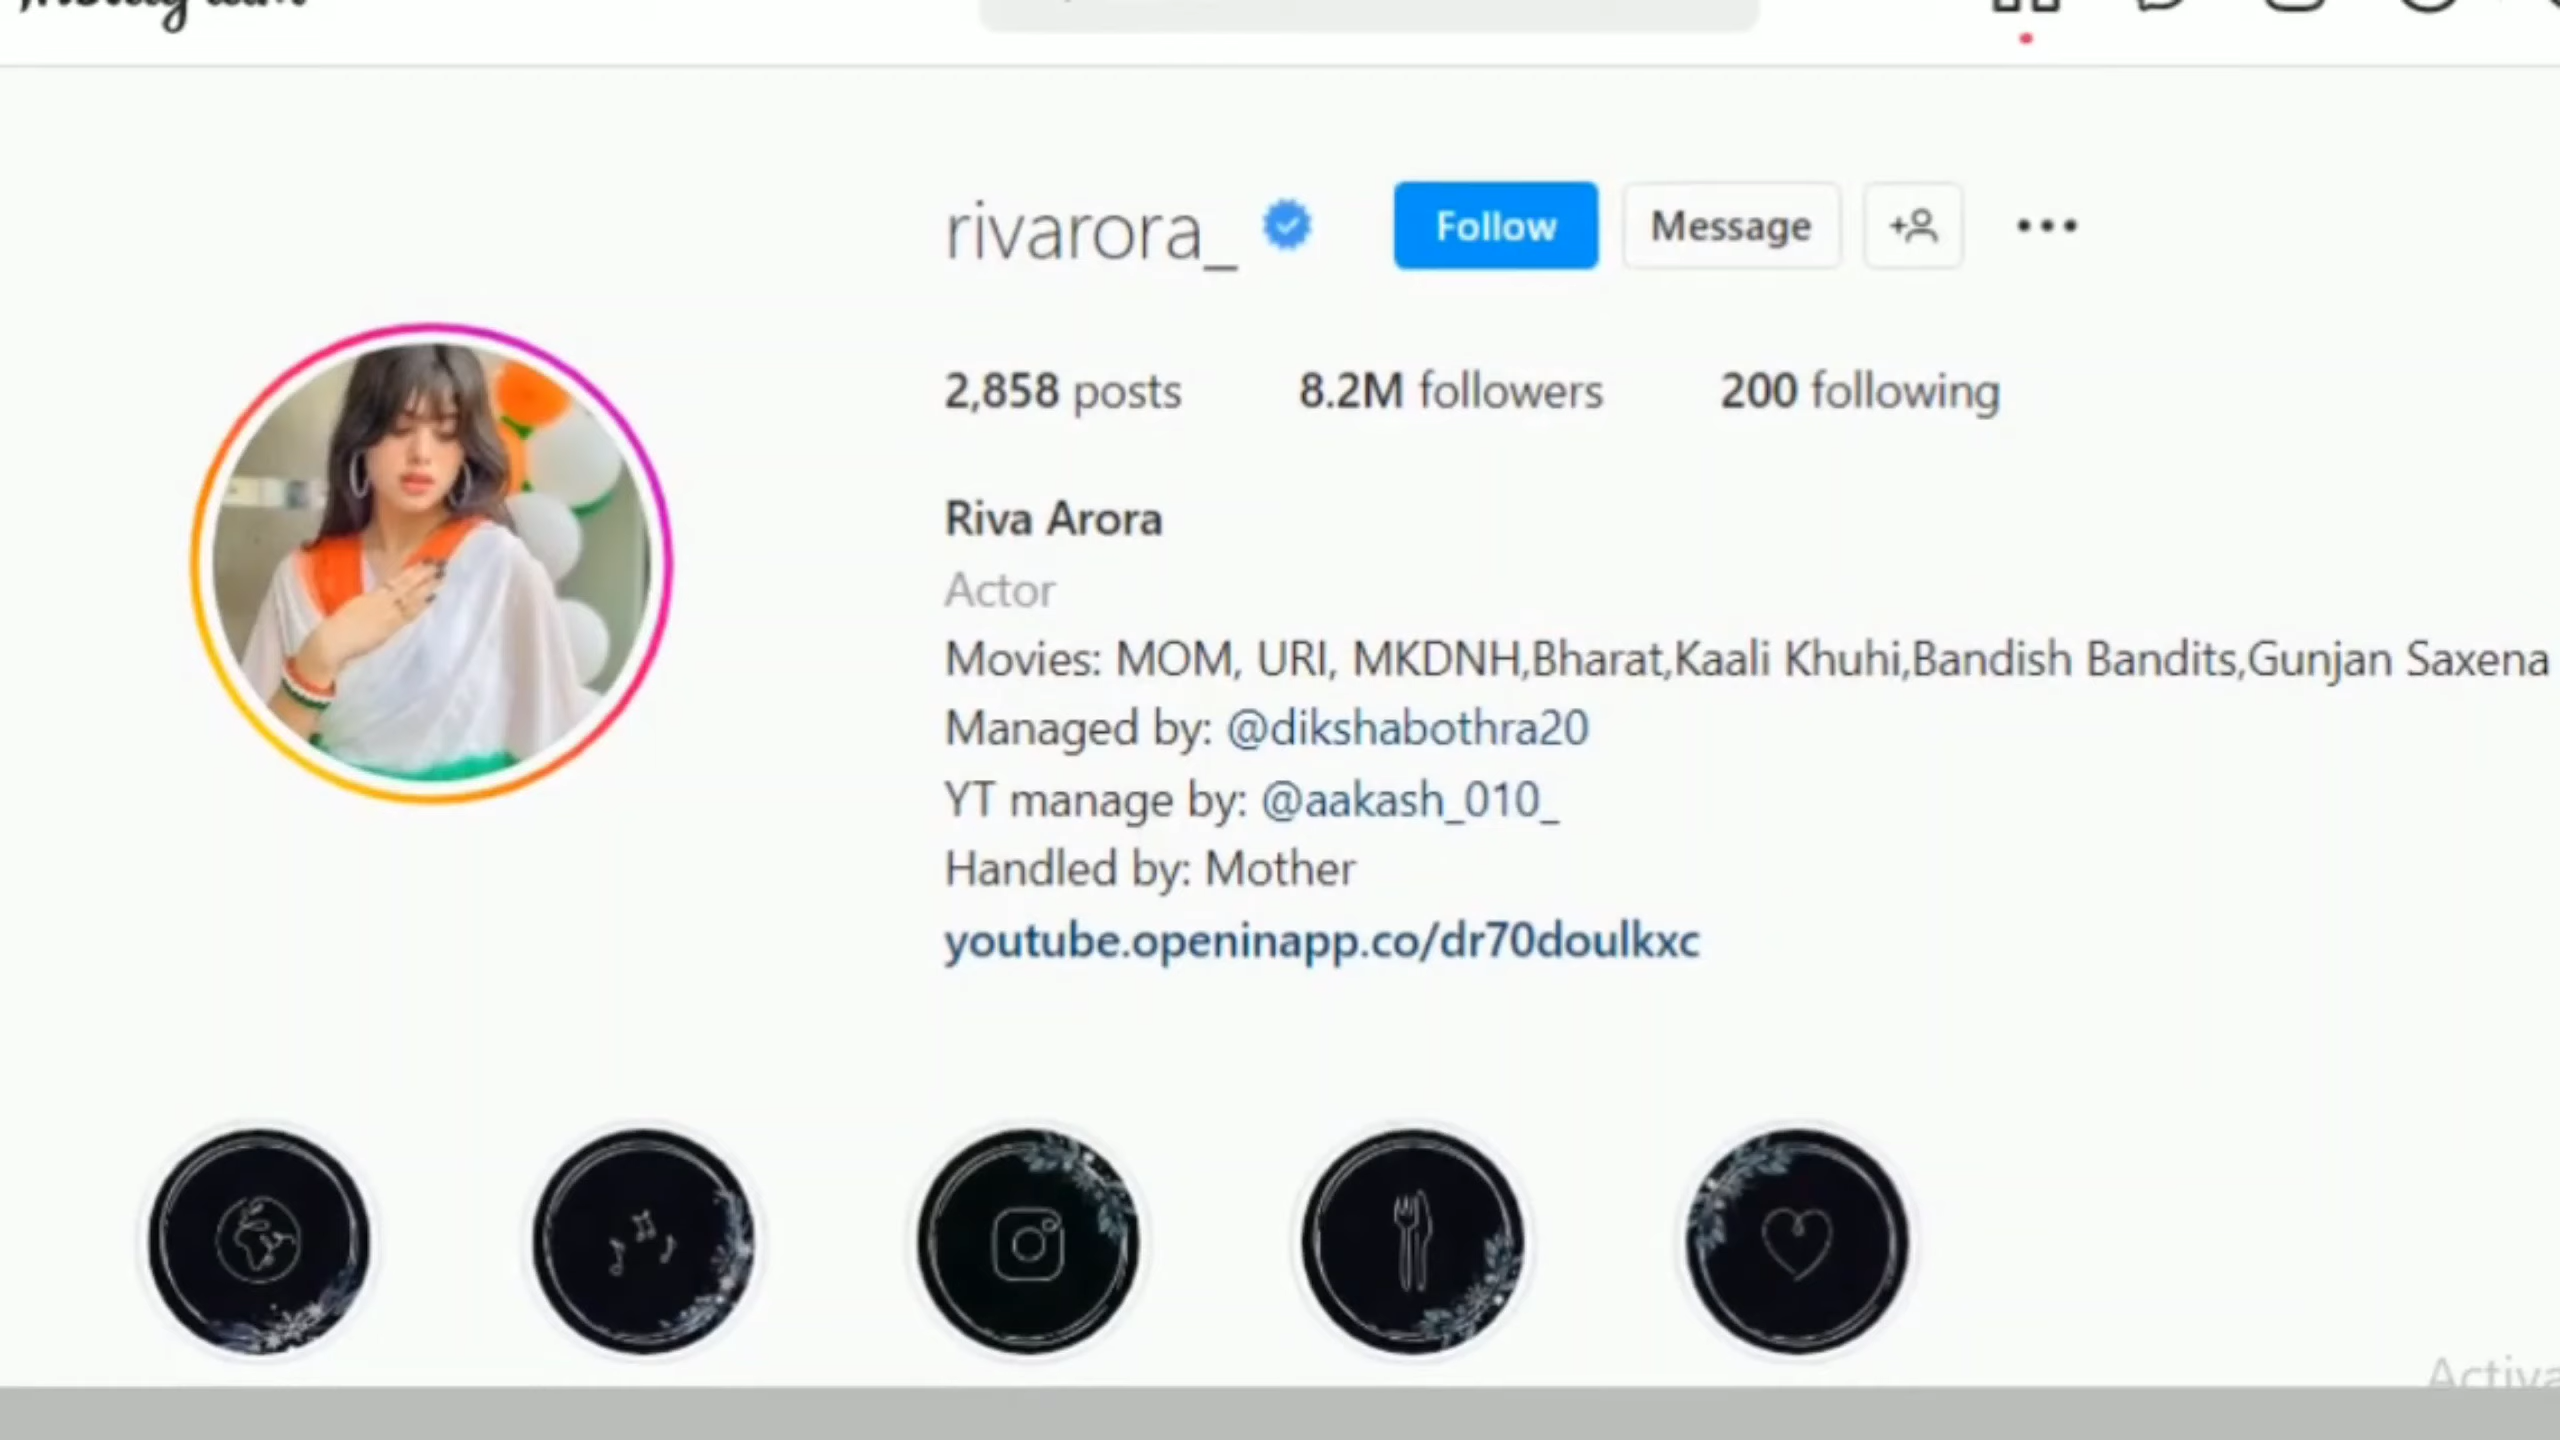 rivarora_
Follow
Message
2,858 posts
8.2M followers
200 following
Riva Arora
Actor
Movies: MOM, URI, MKDNH,Bharat,Kaali Khuhi,Bandish Bandits,Gunjan Saxena
Managed by: @dikshabothra20
YT manage by: @aakash_010_
Handled by: Mother
youtube.openinapp.co/dr70doulkxc